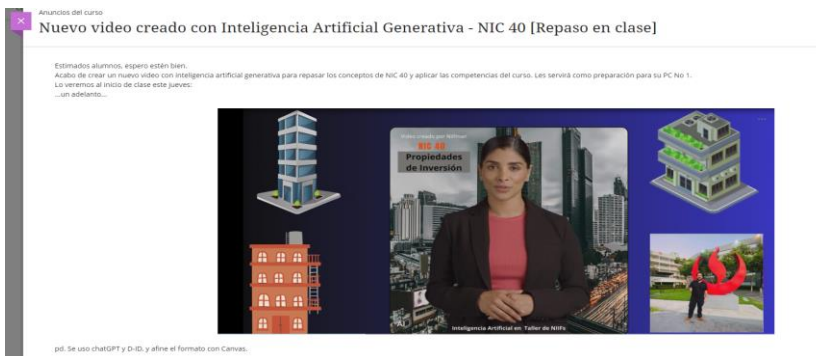 Anuncios del curso
Nuevo video creado con Inteligencia Artificial Generativa - NIC 40 [Repaso en clase]
Estimados alumnos, espero estén bien.
Acabo de crear un nuevo video con inteligencia artificial generativa para repasar los conceptos de NIC 40 y aplicar las competencias del curso. Les servirá como preparación para su PC No 1.
Lo veremos al inicio de clase este jueves:
...un adelanto...
Video creado por
NIC 40
Propiedades
de Inversión
Inteligencia Artificial en Taller de NIIFs
pd. Se uso chatGPT y D-ID, y afine el formato con Canvas.